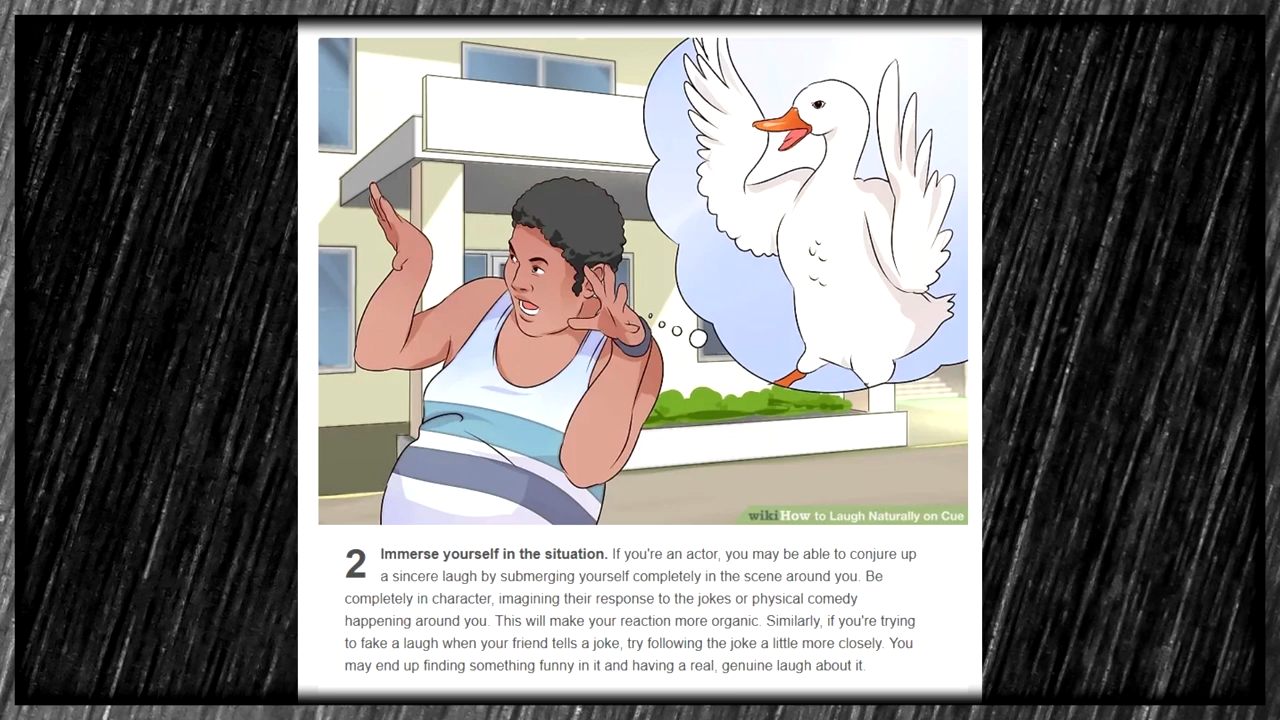 wikiHow to Laugh Naturally on Cue
2 Immerse yourself in the situation. If you're an actor, you may be able to conjure up
a sincere laugh by submerging yourself completely in the scene around you. Be
completely in character, imagining their response to the jokes or physical comedy
happening around you. This will make your reaction more organic. Similarly, if you're trying
to fake a laugh when your friend tells a joke, try following the joke a little more closely. You
may end up finding something funny in it and having a real, genuine laugh about it.